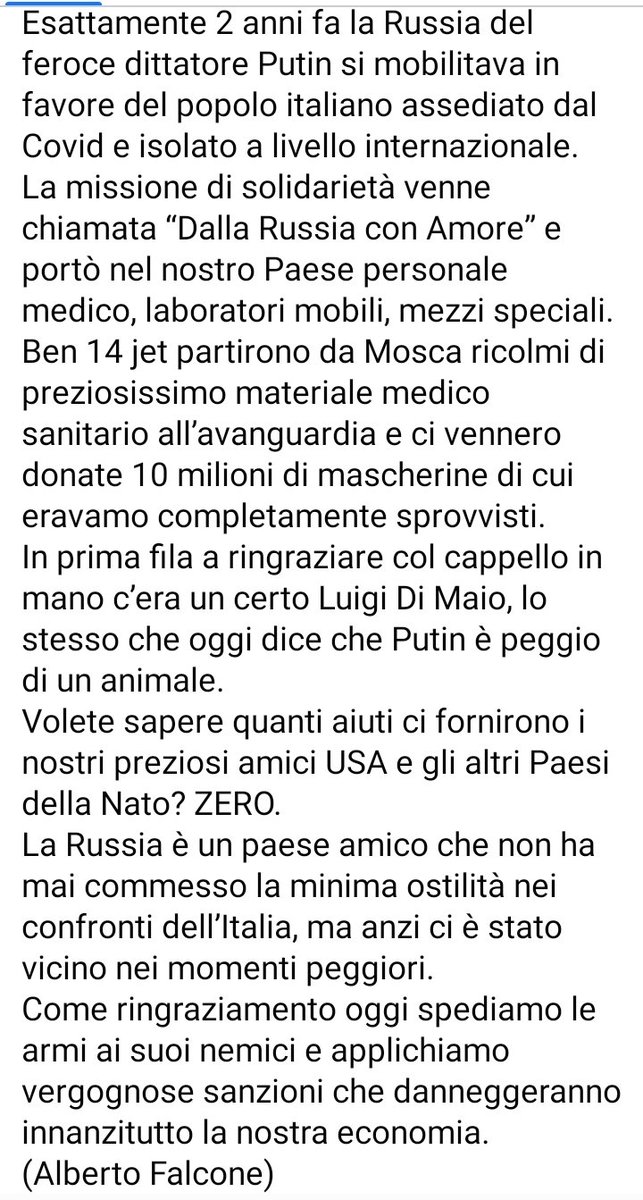 Esattamente 2 anni fa la Russia del
feroce dittatore Putin si mobilitava in
favore del popolo italiano assediato dal
Covid e isolato a livello internazionale.
La missione di solidarietà venne
chiamata “Dalla Russia con Amore” e
portò nel nostro Paese personale
medico, laboratori mobili, mezzi speciali.
Ben 14 jet partirono da Mosca ricolmi di
preziosissimo materiale medico
sanitario all’avanguardia e ci vennero
donate 10 milioni di mascherine di cui
eravamo completamente sprovvisti.
In prima fila a ringraziare col cappello in
mano c’era un certo Luigi Di Maio, lo
stesso che oggi dice che Putin è peggio
di un animale.
Volete sapere quanti aiuti ci fornirono i
nostri preziosi amici USA e gli altri Paesi
della Nato? ZERO.
La Russia è un paese amico che non ha
mai commesso la minima ostilità nei
confronti dell’Italia, ma anzi ci è stato
vicino nei momenti peggiori.
Come ringraziamento oggi spediamo le
armi ai suoi nemici e applichiamo
vergognose sanzioni che danneggeranno
innanzitutto la nostra economia.
(Alberto Falcone)